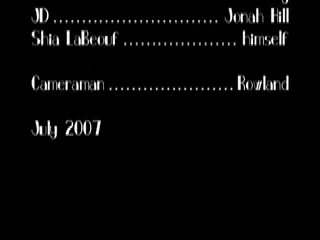 JD ............................ Jonah Hill
Shia LaBeouf ................... himself
Cameraman ..................... Rowland
July 2007